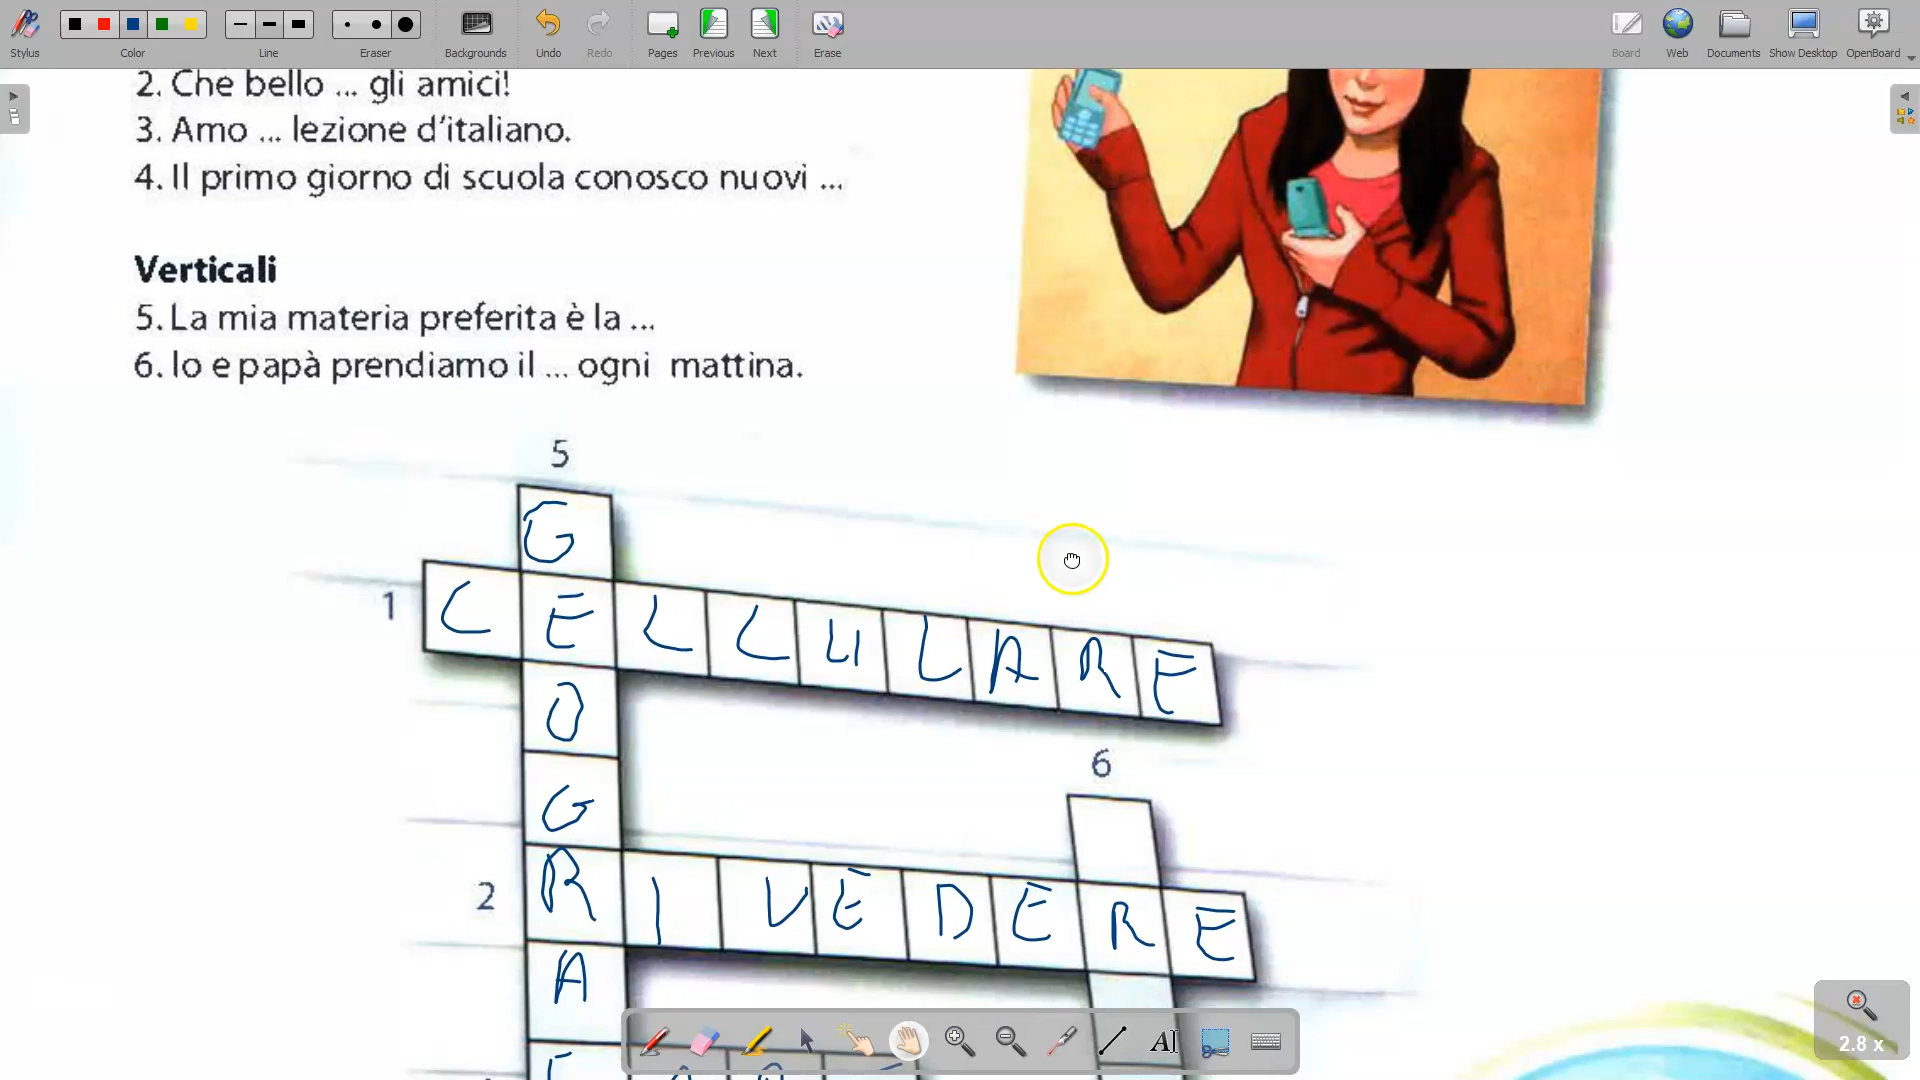 Stylus
Color
Line
Eraser
Backgrounds
Undo
Redo
Pages
Previous
Next
Erase
Board
Web
Documents
Show Desktop
OpenBoard
2. Che bello ... gli amici!
3. Amo ... lezione d'italiano.
4. Il primo giorno di scuola conosco nuovi ...
Verticali
5. La mia materia preferita è la ...
6. Io e papà prendiamo il ... ogni mattina.
5
G
1
C E L L U L A R E
O
6
G
2
R I V E D E R E
A
AI
2.8 x